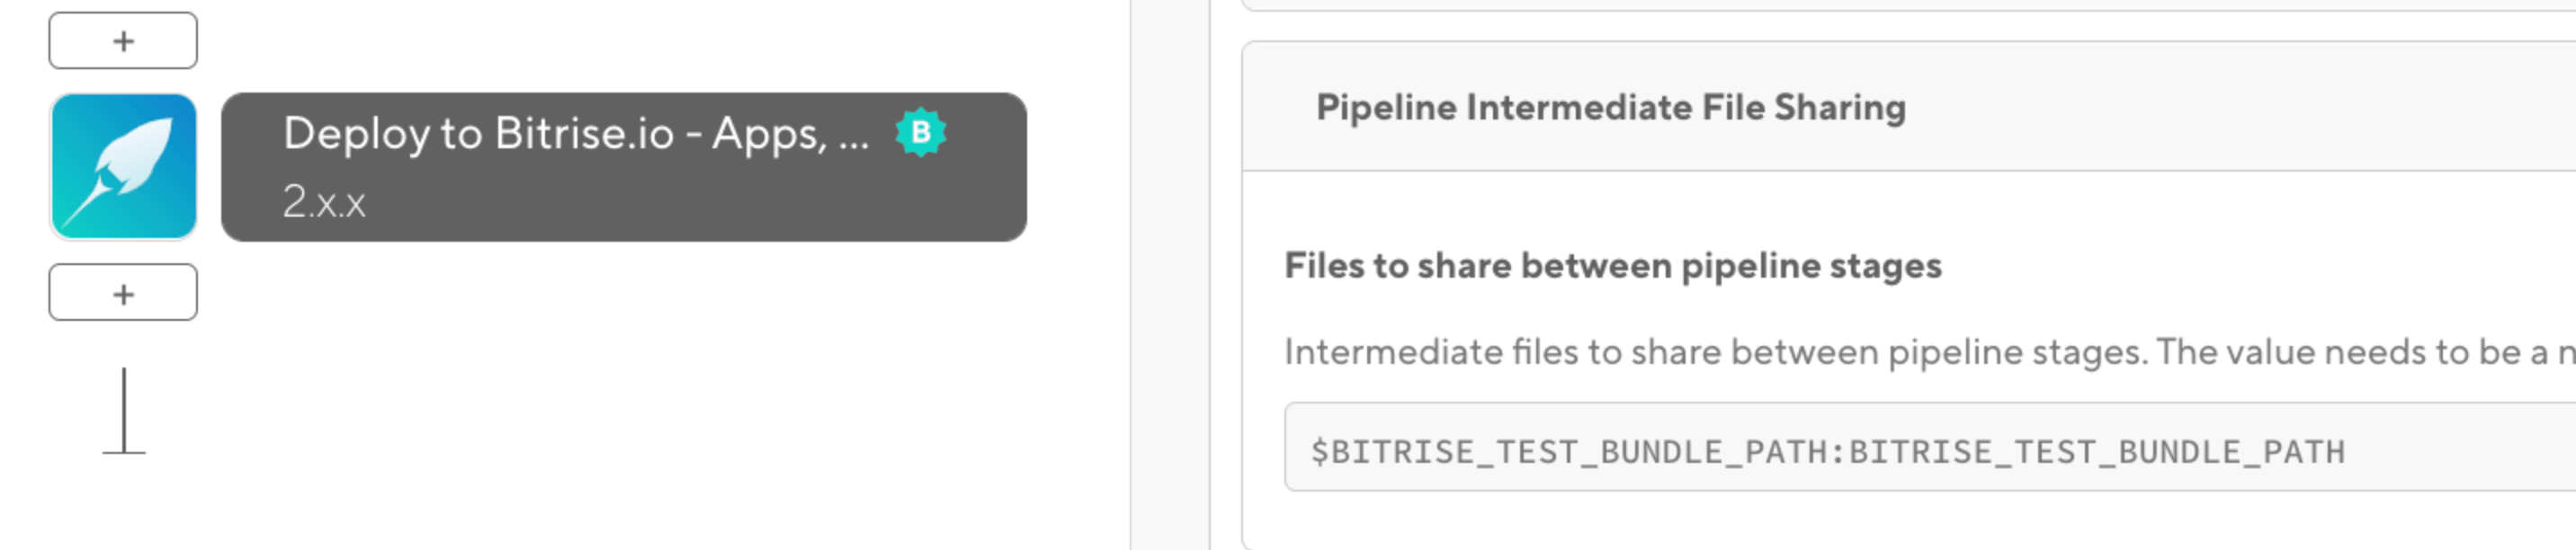 +
Deploy to Bitrise.io - Apps, ...
B
2.x.x
+
Pipeline Intermediate File Sharing
Files to share between pipeline stages
Intermediate files to share between pipeline stages. The value needs to be a n
$BITRISE_TEST_BUNDLE_PATH:BITRISE_TEST_BUNDLE_PATH